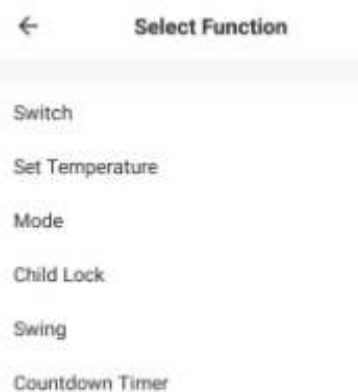 Select Function
Switch
Set Temperature
Mode
Child Lock
Swing
Countdown Timer